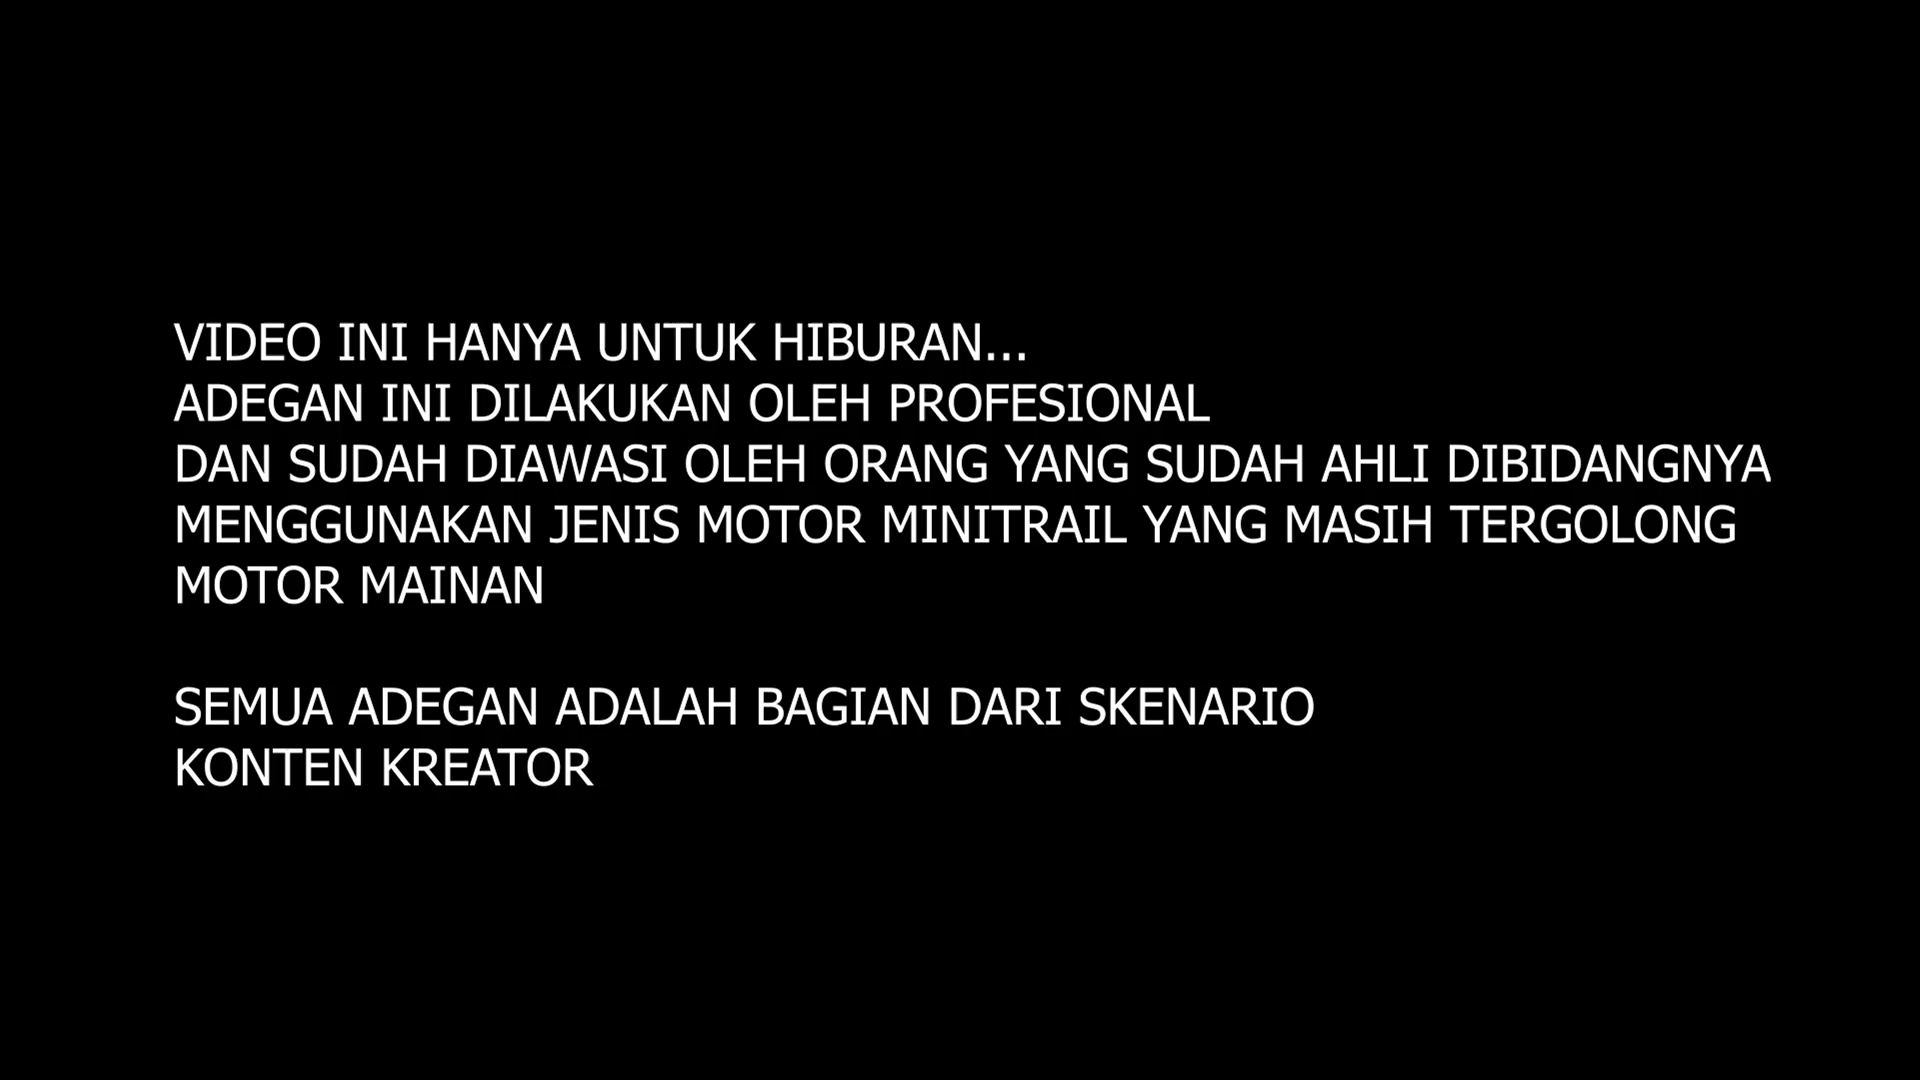 VIDEO INI HANYA UNTUK HIBURAN...
ADEGAN INI DILAKUKAN OLEH PROFESIONAL
DAN SUDAH DIAWASI OLEH ORANG YANG SUDAH AHLI DIBIDANGNYA
MENGGUNAKAN JENIS MOTOR MINITRAIL YANG MASIH TERGOLONG
MOTOR MAINAN
SEMUA ADEGAN ADALAH BAGIAN DARI SKENARIO
KONTEN KREATOR